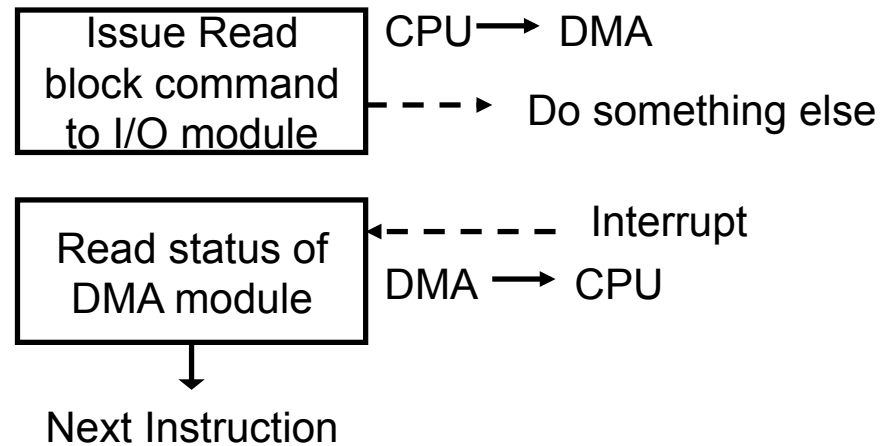 Issue Read
block command
to I/O module
CPU → DMA
Do something else
Read status of
DMA module
Interrupt
DMA → CPU
Next Instruction